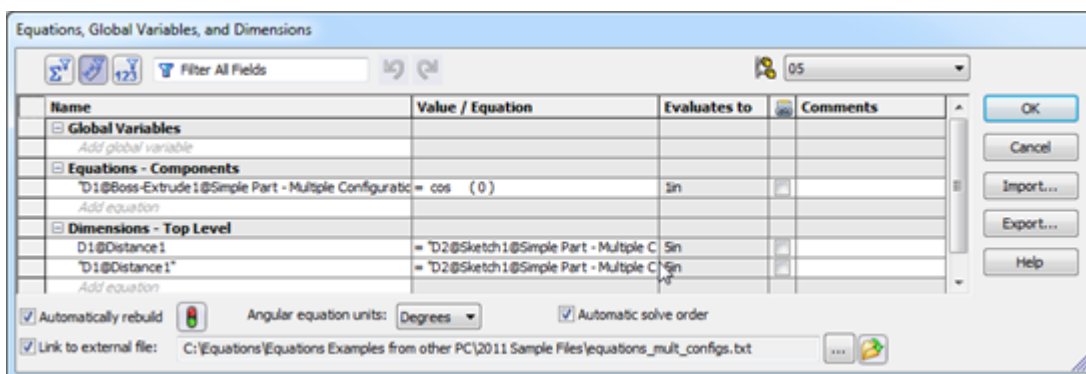 Equations, Global Variables, and Dimensions
Filter All Fields 05
Name Value / Equation Evaluates to Comments
Global Variables OK
Add global variable
Equations - Components Cancel
"D1@Boss-Extrude1@Simple Part - Multiple Configuratic = cos (0) 1in Import...
Add equation
Dimensions - Top Level Export...
D1@Distance1 = "D2@Sketch1@Simple Part - Multiple C 5in
"D1@Distance1" = "D2@Sketch1@Simple Part - Multiple C 5in Help
Add equation
Automatically rebuild Angular equation units: Degrees Automatic solve order
Link to external file: C:\Equations\Equations Examples from other PC\2011 Sample Files\equations_mult_configs.txt ...